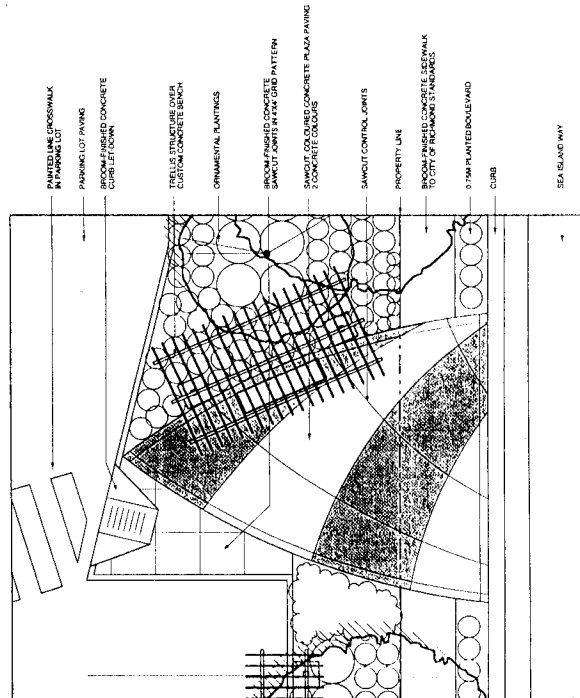 PAINTED LINE CROSSWALK
IN PARKING LOT
PARKING LOT PAVING
BROOM-FINISHED CONCRETE
CURB LET-DOWN
TRELLIS STRUCTURE OVER
CUSTOM CONCRETE BENCH
ORNAMENTAL PLANTINGS
BROOM-FINISHED CONCRETE
SAWCUT JOINTS IN 4'X4' GRID PATTERN
SAWCUT, COLOURED CONCRETE PLAZA PAVING
2 CONCRETE COLOURS
SAWCUT CONTROL JOINTS
PROPERTY LINE
BROOM-FINISHED CONCRETE SIDEWALK
TO CITY OF RICHMOND STANDARDS
0.75M PLANTED BOULEVARD
CURB
SEA ISLAND WAY